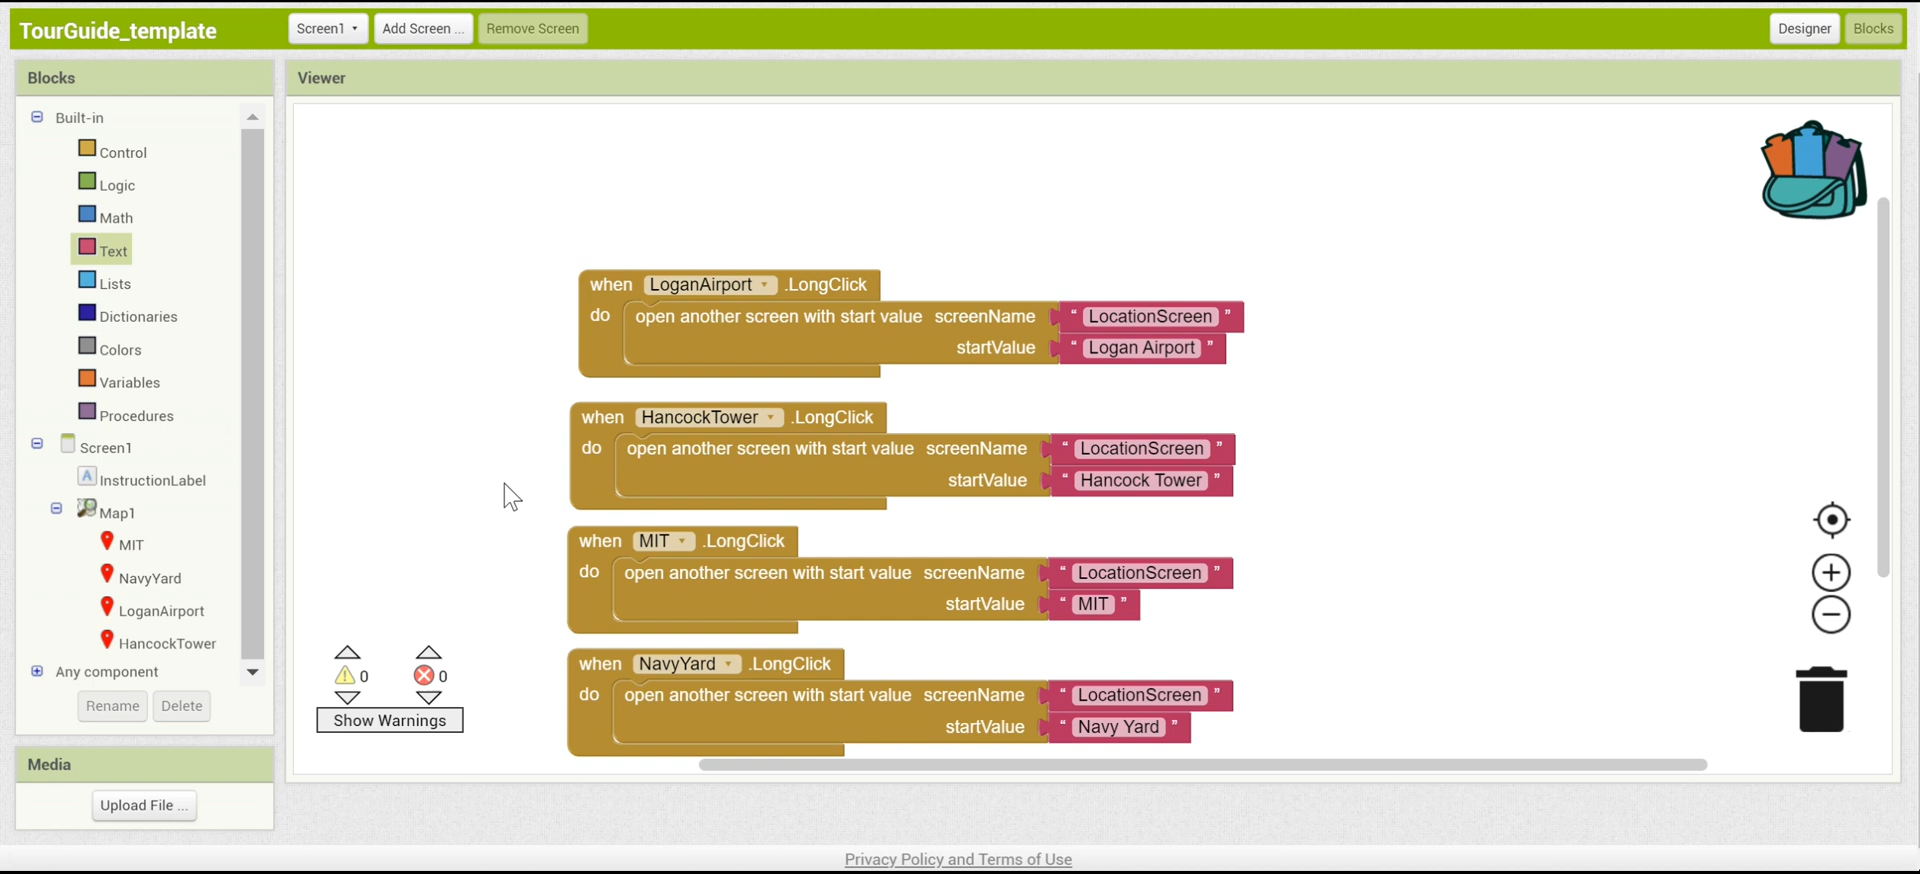 TourGuide_template
Screen1 Add Screen ... Remove Screen
Designer Blocks
Blocks
Built-in
Control
Logic
Math
Text
Lists
Dictionaries
Colors
Variables
Procedures
Screen1
InstructionLabel
Map1
MIT
NavyYard
LoganAirport
HancockTower
Any component
Rename Delete
Media
Upload File ...
Viewer
when LoganAirport .LongClick
do open another screen with start value screenName “ LocationScreen ”
startValue “ Logan Airport ”
when HancockTower .LongClick
do open another screen with start value screenName “ LocationScreen ”
startValue “ Hancock Tower ”
when MIT .LongClick
do open another screen with start value screenName “ LocationScreen ”
startValue “ MIT ”
when NavyYard .LongClick
do open another screen with start value screenName “ LocationScreen ”
startValue “ Navy Yard ”
0 0
Show Warnings
Privacy Policy and Terms of Use